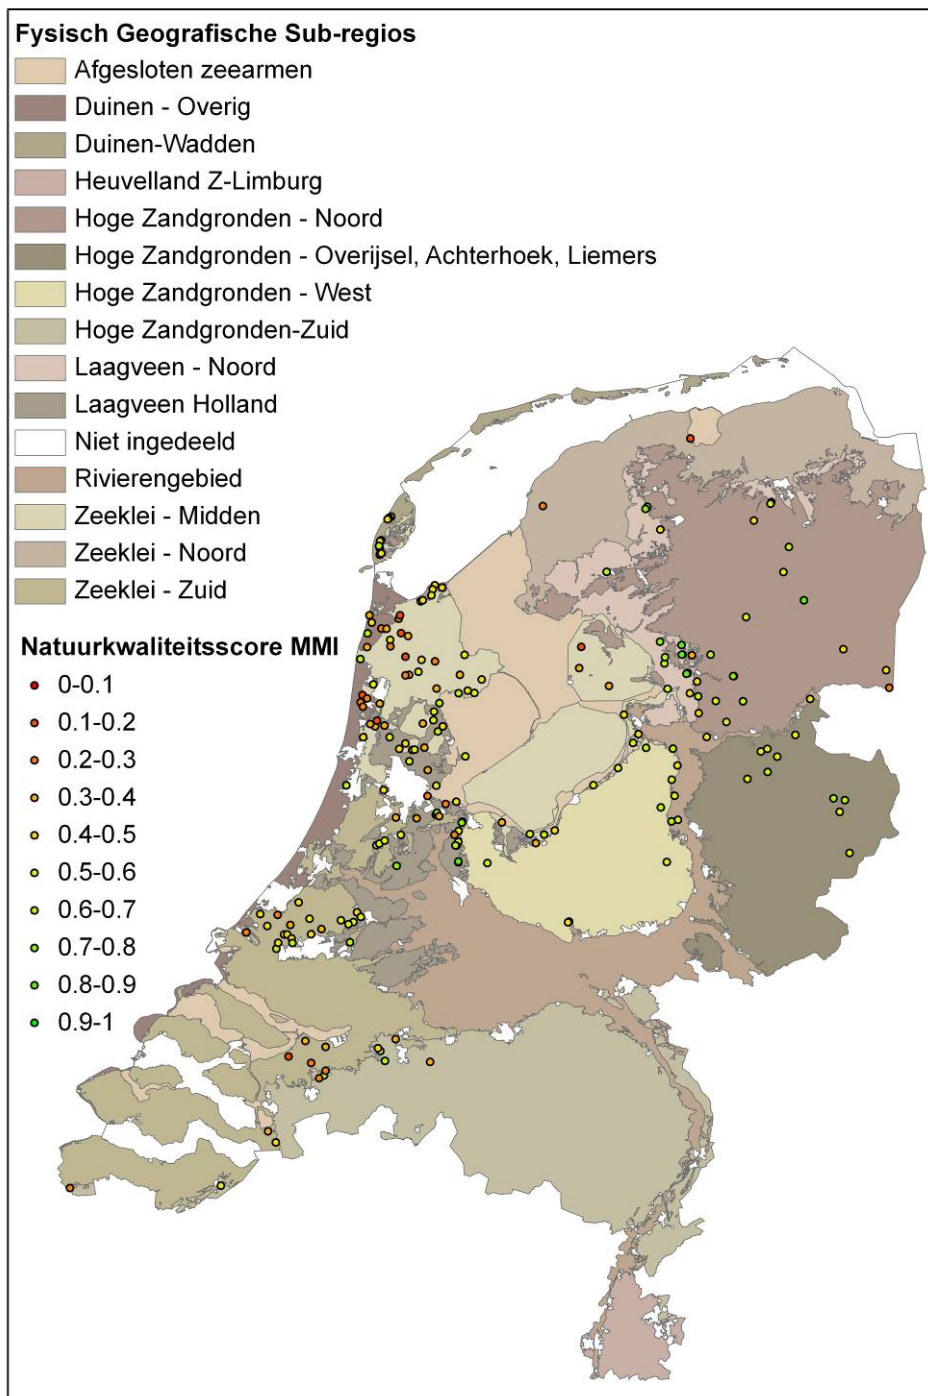 Fysisch Geografische Sub-regios
Afgesloten zeearmen
Duinen - Overig
Duinen-Wadden
Heuvelland Z-Limburg
Hoge Zandgronden - Noord
Hoge Zandgronden - Overijsel, Achterhoek, Liemers
Hoge Zandgronden - West
Hoge Zandgronden-Zuid
Laagveen - Noord
Laagveen Holland
Niet ingedeeld
Rivierengebied
Zeeklei - Midden
Zeeklei - Noord
Zeeklei - Zuid
Natuurkwaliteitsscore MMI
0-0.1
0.1-0.2
0.2-0.3
0.3-0.4
0.4-0.5
0.5-0.6
0.6-0.7
0.7-0.8
0.8-0.9
0.9-1